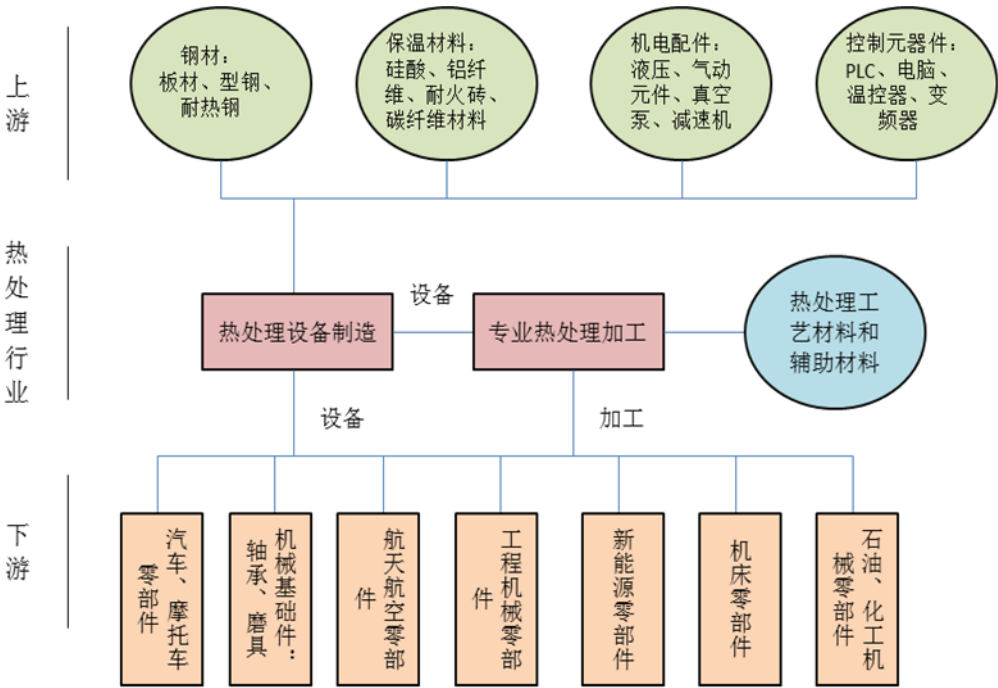 上游
钢材：
板材、型钢、
耐热钢
保温材料：
硅酸、铝纤
维、耐火砖、
碳纤维材料
机电配件：
液压、气动
元件、真空
泵、减速机
控制元器件：
PLC、电脑、
温控器、变
频器
热处理行业
热处理设备制造
设备
专业热处理加工
热处理工
艺材料和
辅助材料
设备
加工
下游
汽车、摩托车
零部件
机械基础件：
轴承、磨具
航天航空零部
件
工程机械零部
件
新能源零部件
机床零部件
石油、化工机
械零部件